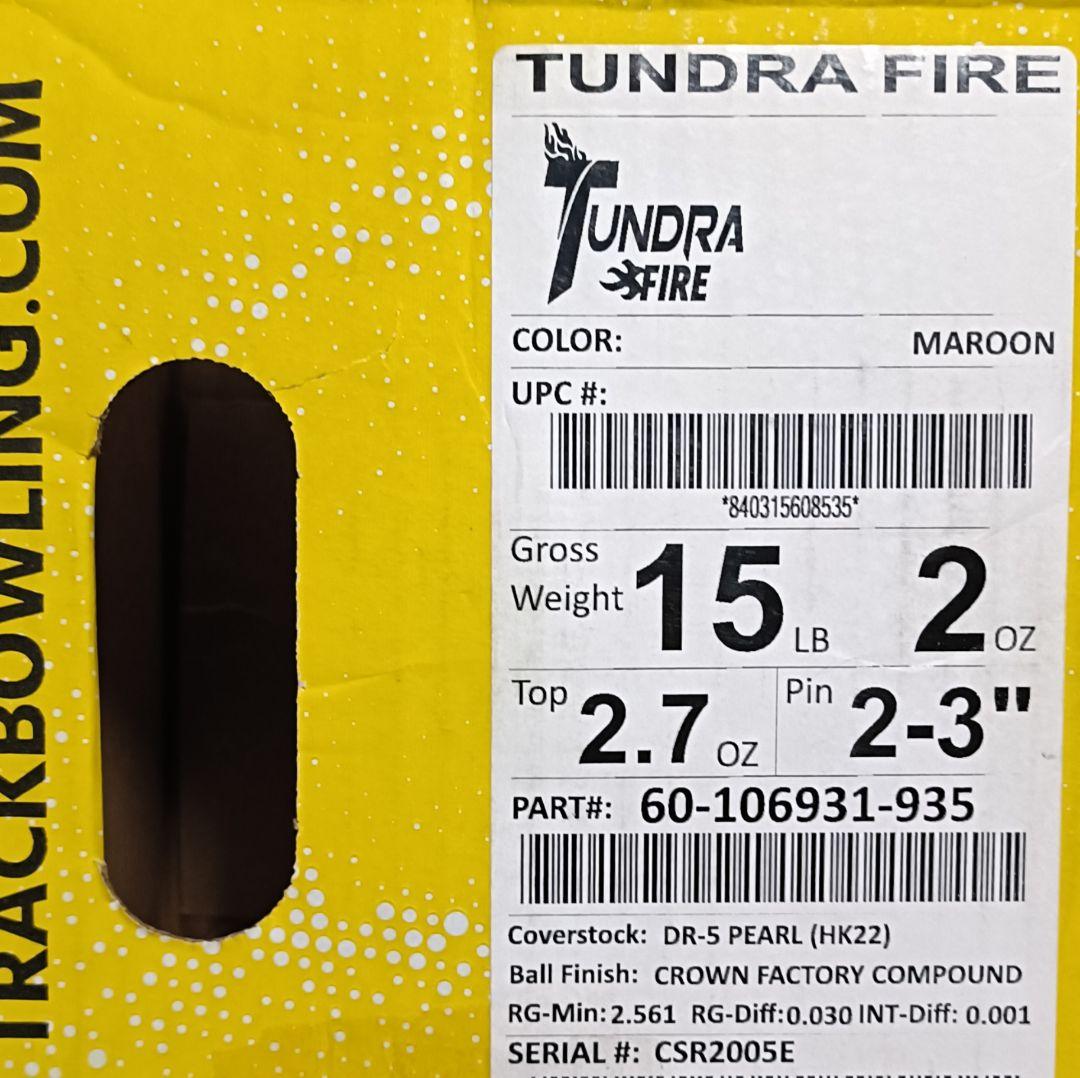 TRACKBOWLING.COM
TUNDRA FIRE
TUNDRA
FIRE
COLOR: MAROON
UPC #:
*840315608535*
Gross Weight 15 LB 2 OZ
Top 2.7 OZ Pin 2-3"
PART#: 60-106931-935
Coverstock: DR-5 PEARL (HK22)
Ball Finish: CROWN FACTORY COMPOUND
RG-Min: 2.561 RG-Diff:0.030 INT-Diff: 0.001
SERIAL #: CSR2005E